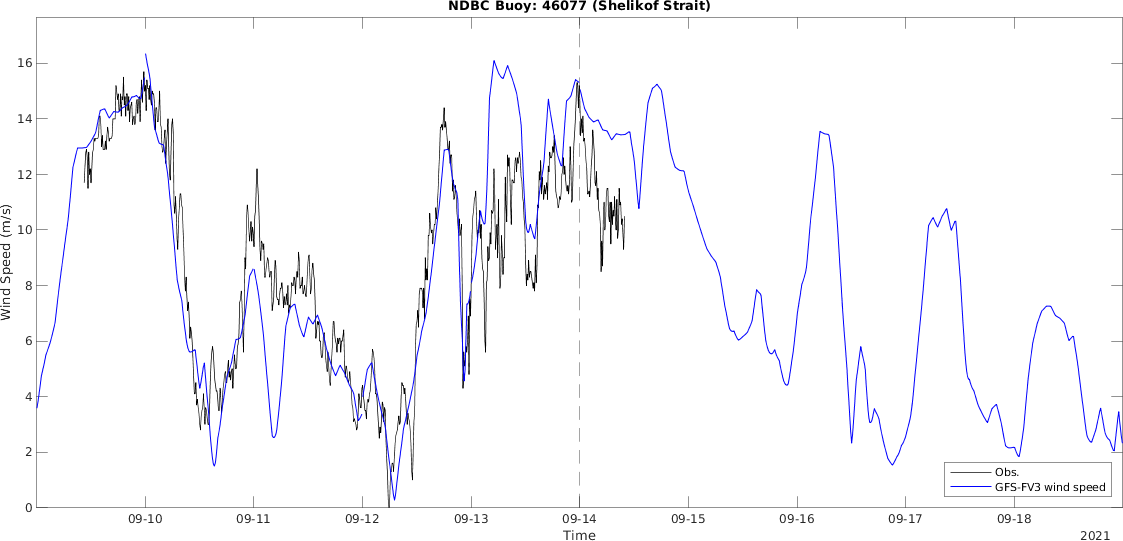 NDBC Buoy: 46077 (Shelikof Strait)
Wind Speed (m/s)
16
14
12
10
8
6
4
2
0
09-10 09-11 09-12 09-13 09-14 09-15 09-16 09-17 09-18
Time
2021
Obs.
GFS-FV3 wind speed